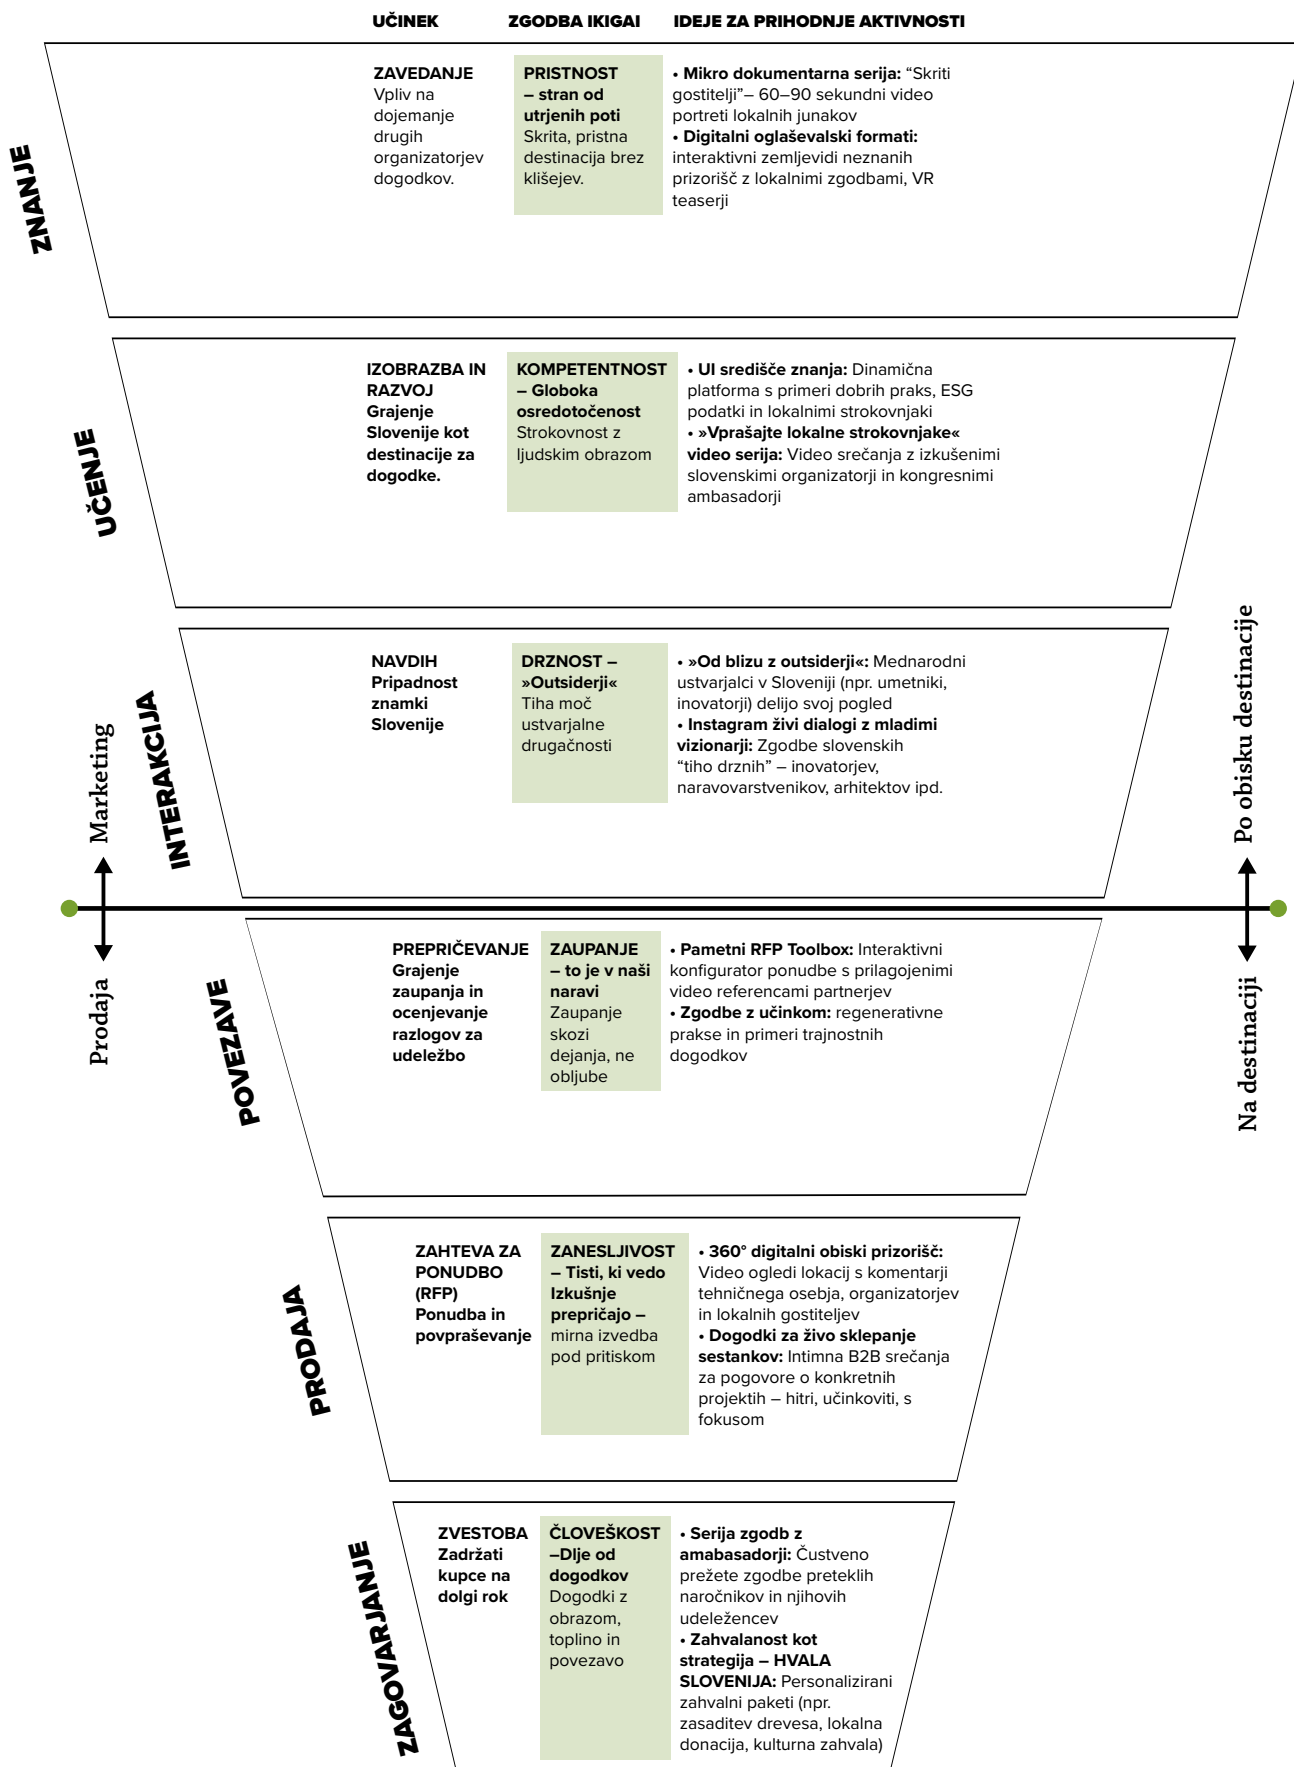 UČINEK
ZGODBA IKIGAI
IDEJE ZA PRIHODNJE AKTIVNOSTI
ZNANJE
ZAVEDANJE
Vpliv na
dojemanje
drugih
organizatorjev
dogodkov.
PRISTNOST
– stran od
utrjenih poti
Skrita, pristna
destinacija brez
klišejev.
• Mikro dokumentarna serija: “Skriti
gostitelji”– 60–90 sekundni video
portreti lokalnih junakov
• Digitalni oglaševalski formati:
interaktivni zemljevidi neznanih
prizorišč z lokalnimi zgodbami, VR
teaserji
UČENJE
IZOBRAZBA IN
RAZVOJ
Grajenje
Slovenije kot
destinacije za
dogodke.
KOMPETENTNOST
– Globoka
osredotočenost
Strokovnost z
ljudskim obrazom
• UI središče znanja: Dinamična
platforma s primeri dobrih praks, ESG
podatki in lokalnimi strokovnjaki
• »Vprašajte lokalne strokovnjake«
video serija: Video srečanja z izkušenimi
slovenskimi organizatorji in kongresnimi
ambasadorji
INTERAKCIJA
NAVDIH
Pripadnost
znamki
Slovenije
DRZNOST –
»Outsiderji«
Tiha moč
ustvarjalne
drugačnosti
• »Od blizu z outsiderji«: Mednarodni
ustvarjalci v Sloveniji (npr. umetniki,
inovatorji) delijo svoj pogled
• Instagram živi dialogi z mladimi
vizionarji: Zgodbe slovenskih
“tiho drznih” – inovatorjev,
naravovarstvenikov, arhitektov ipd.
Marketing
Prodaja
Po obisku destinacije
Na destinaciji
POVEZAVE
PREPRIČEVANJE
Grajenje
zaupanja in
ocenjevanje
razlogov za
udeležbo
ZAUPANJE
– to je v naši
naravi
Zaupanje
skozi
dejanja, ne
obljube
• Pametni RFP Toolbox: Interaktivni
konfigurator ponudbe s prilagojenimi
video referencami partnerjev
• Zgodbe z učinkom: regenerativne
prakse in primeri trajnostnih
dogodkov
PRODAJA
ZAHTEVA ZA
PONUDBO
(RFP)
Ponudba in
povpraševanje
ZANESLJIVOST
– Tisti, ki vedo
Izkušnje
prepričajo –
mirna izvedba
pod pritiskom
• 360° digitalni obiski prizorišč:
Video ogledi lokacij s komentarji
tehničnega osebja, organizatorjev
in lokalnih gostiteljev
• Dogodki za živo sklepanje
sestankov: Intimna B2B srečanja
za pogovore o konkretnih
projektih – hitri, učinkoviti, s
fokusom
ZAGOVARJANJE
ZVESTOBA
Zadržati
kupce na
dolgi rok
ČLOVEŠKOST
–Dlje od
dogodkov
Dogodki z
obrazom,
toplino in
povezavo
• Serija zgodb z
amabasadorji: Čustveno
prežete zgodbe preteklih
naročnikov in njihovih
udeležencev
• Zahvalanost kot
strategija – HVALA
SLOVENIJA: Personalizirani
zahvalni paketi (npr.
zasaditev drevesa, lokalna
donacija, kulturna zahvala)